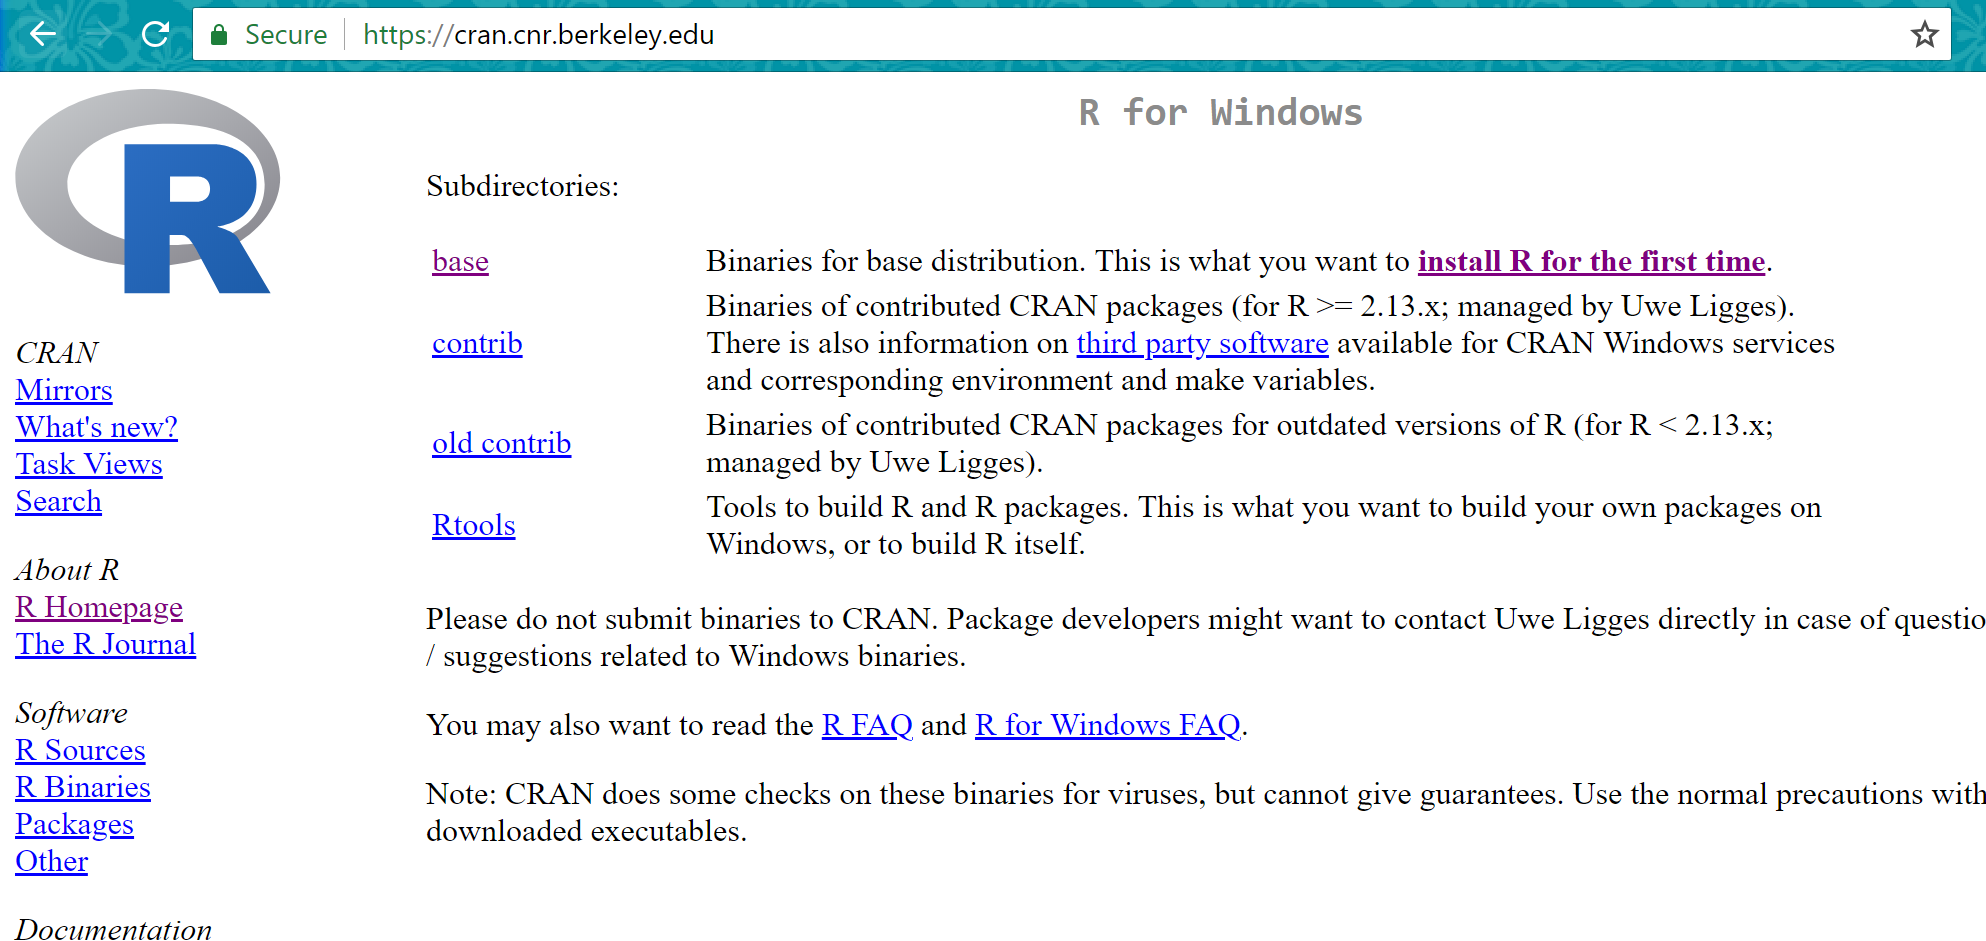 Secure https://cran.cnr.berkeley.edu
R
CRAN
Mirrors
What's new?
Task Views
Search
About R
R Homepage
The R Journal
Software
R Sources
R Binaries
Packages
Other
Documentation
R for Windows
Subdirectories:
base Binaries for base distribution. This is what you want to install R for the first time.
Binaries of contributed CRAN packages (for R >= 2.13.x; managed by Uwe Ligges).
contrib There is also information on third party software available for CRAN Windows services
and corresponding environment and make variables.
Binaries of contributed CRAN packages for outdated versions of R (for R < 2.13.x;
old contrib
managed by Uwe Ligges).
Tools to build R and R packages. This is what you want to build your own packages on
Rtools
Windows, or to build R itself.
Please do not submit binaries to CRAN. Package developers might want to contact Uwe Ligges directly in case of questio
/ suggestions related to Windows binaries.
You may also want to read the R FAQ and R for Windows FAQ.
Note: CRAN does some checks on these binaries for viruses, but cannot give guarantees. Use the normal precautions with
downloaded executables.